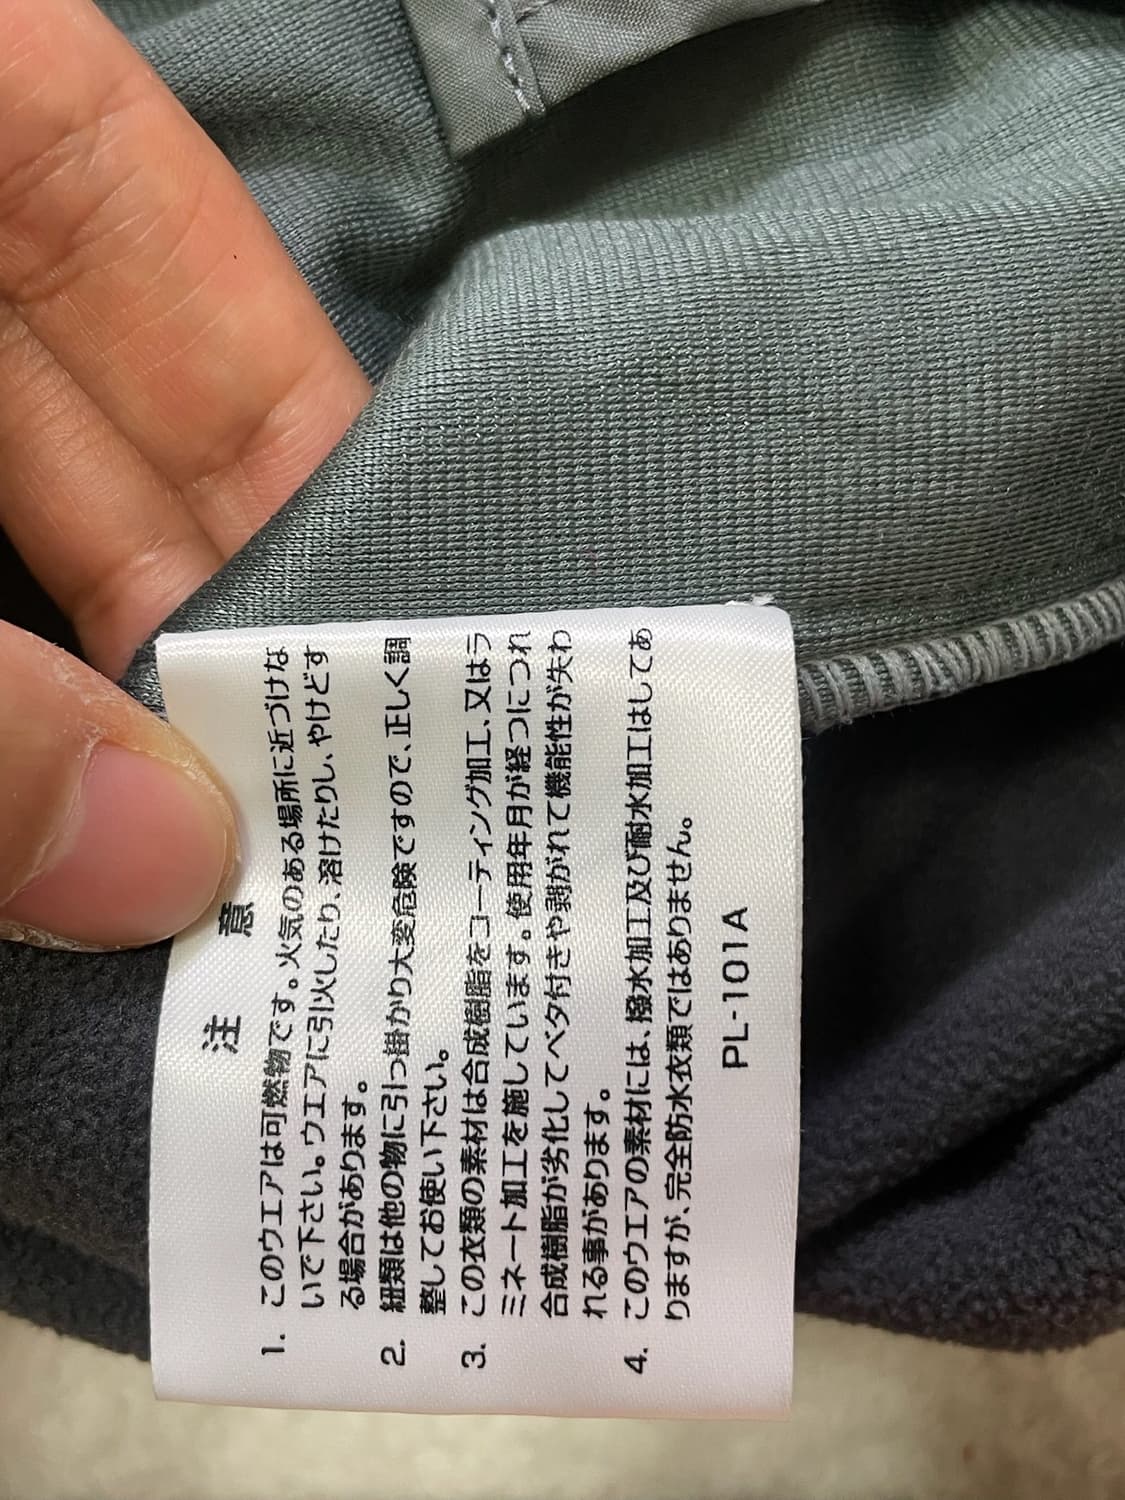 注意
1. このウエアは可燃物です。火気のある場所に近づけな
いで下さい。ウエアに引火したり、溶けたりし、やけどす
る場合があります。
2. 紐類は他の物に引っ掛かり大変危険ですので、正しく調
整してお使い下さい。
3. この衣類の素材は合成樹脂をコーティング加工、又はラ
ミネート加工を施しています。使用年月が経つにつれ
合成樹脂が劣化してベタ付きや剥がれて機能性が失わ
れる事があります。
4. このウエアの素材には、撥水加工及び耐水加工はしてあ
りますが、完全防水衣類ではありません。
PL-101A